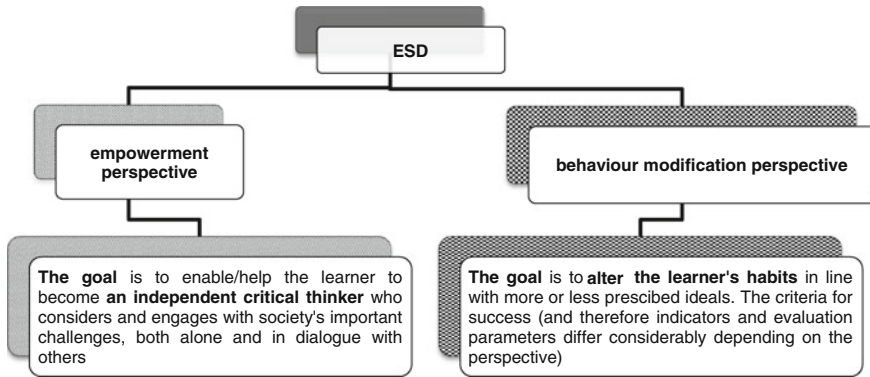 ESD
empowerment
perspective
behaviour modification perspective
The goal is to enable/help the learner to
become an independent critical thinker who
considers and engages with society's important
challenges, both alone and in dialogue with
others
The goal is to alter the learner's habits in line
with more or less prescibed ideals. The criteria for
success (and therefore indicators and evaluation
parameters differ considerably depending on the
perspective)